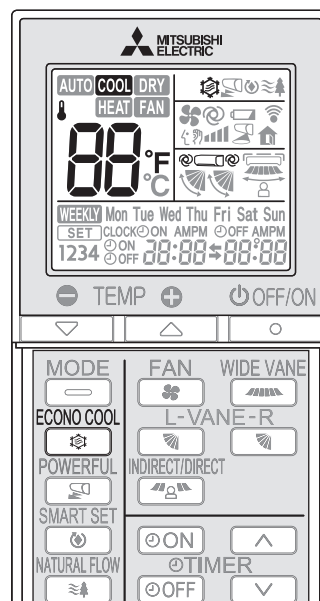 MITSUBISHI
ELECTRIC
AUTO COOL DRY
HEAT FAN
88°F
°C
WEEKLY Mon Tue Wed Thu Fri Sat Sun
SET CLOCK ON AMPM OFF AMPM
1234 ON OFF 88:88 88:88
TEMP OFF/ON
MODE FAN WIDE VANE
ECONO COOL L-VANE-R
POWERFUL INDIRECT/DIRECT
SMART SET
ON
NATURAL FLOW TIMER
OFF